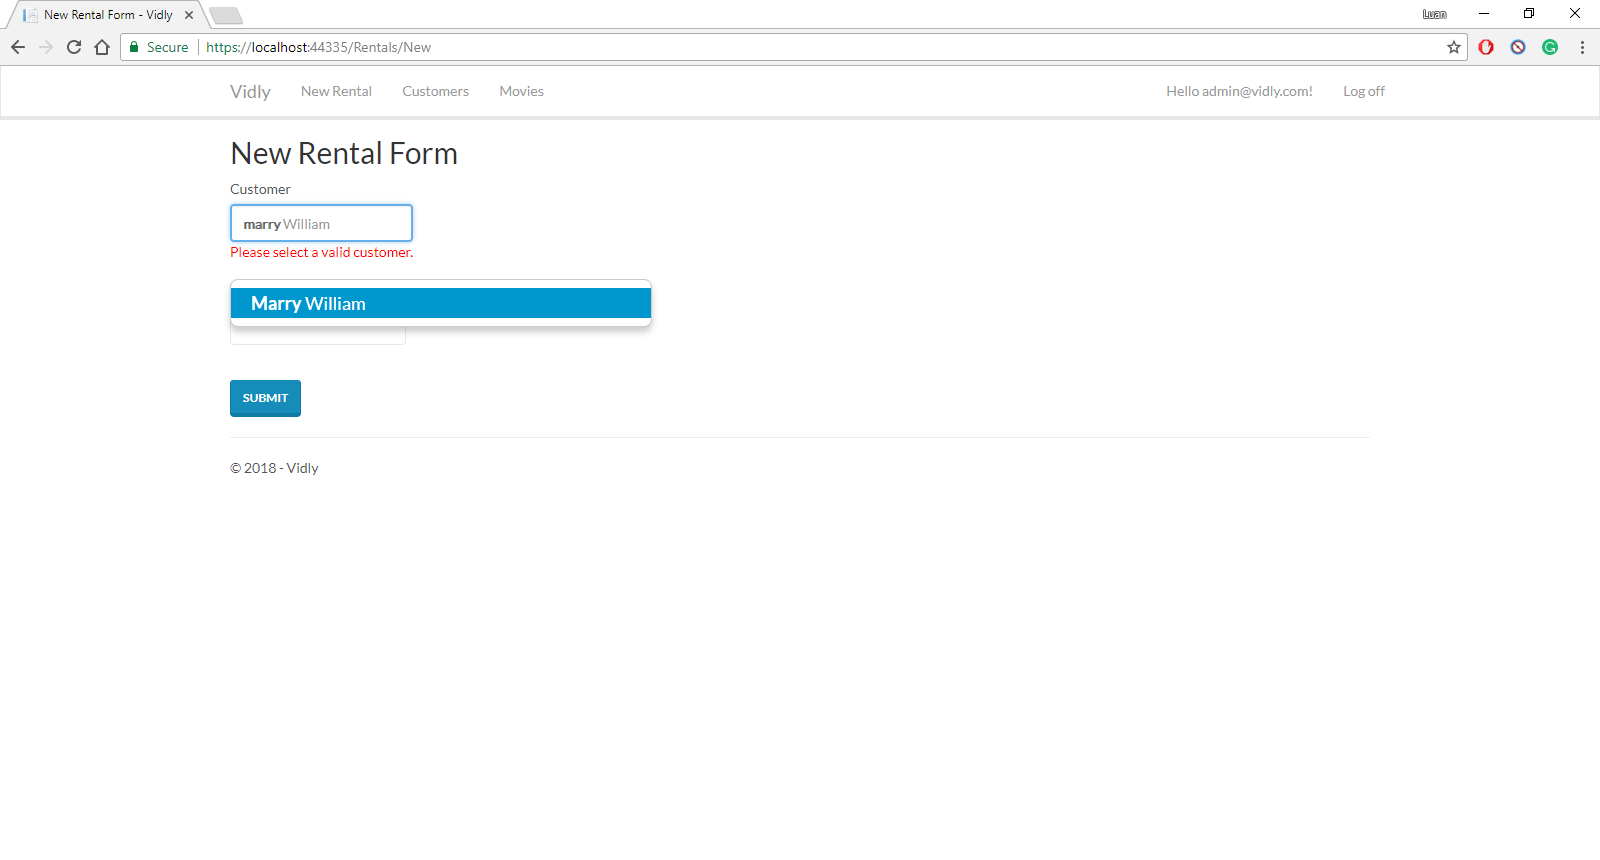 New Rental Form - Vidly
Luan
Secure https://localhost:44335/Rentals/New
Vidly New Rental Customers Movies Hello admin@vidly.com! Log off
New Rental Form
Customer
marry William
Please select a valid customer.
Marry William
SUBMIT
© 2018 - Vidly